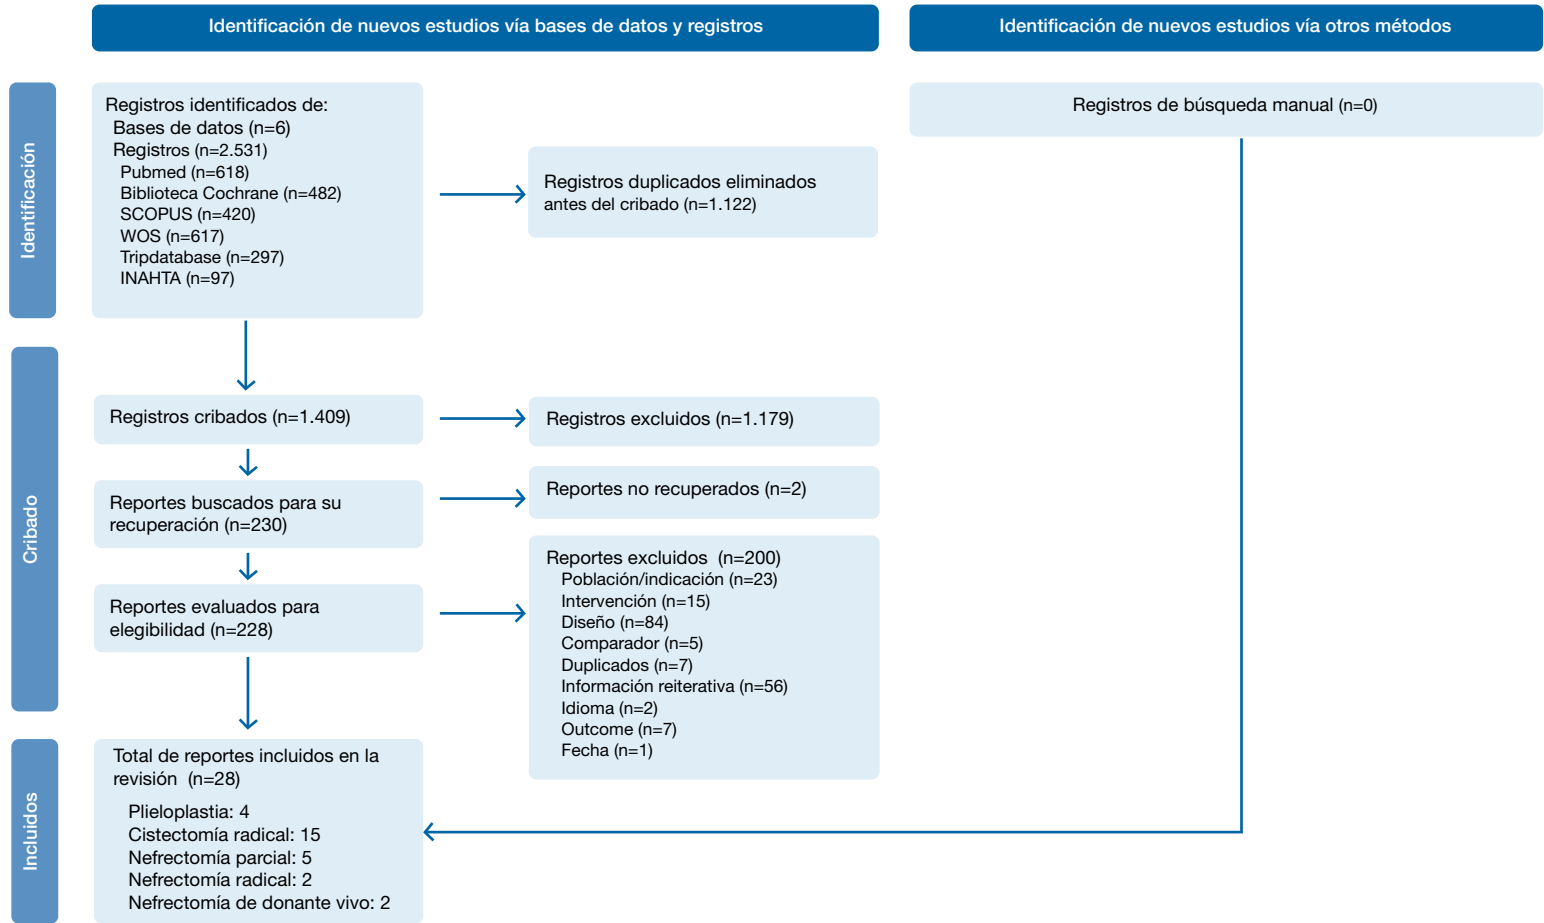 Identificación de nuevos estudios vía bases de datos y registros
Identificación de nuevos estudios vía otros métodos
Identificación
Registros identificados de:
Bases de datos (n=6)
Registros (n=2.531)
Pubmed (n=618)
Biblioteca Cochrane (n=482)
SCOPUS (n=420)
WOS (n=617)
Tripdatabase (n=297)
INAHTA (n=97)
Registros duplicados eliminados
antes del cribado (n=1.122)
Registros de búsqueda manual (n=0)
Cribado
Registros cribados (n=1.409)
Registros excluidos (n=1.179)
Reportes buscados para su
recuperación (n=230)
Reportes no recuperados (n=2)
Reportes evaluados para
elegibilidad (n=228)
Reportes excluidos (n=200)
Población/indicación (n=23)
Intervención (n=15)
Diseño (n=84)
Comparador (n=5)
Duplicados (n=7)
Información reiterativa (n=56)
Idioma (n=2)
Outcome (n=7)
Fecha (n=1)
Incluidos
Total de reportes incluidos en la
revisión (n=28)
Plieloplastia: 4
Cistectomía radical: 15
Nefrectomía parcial: 5
Nefrectomía radical: 2
Nefrectomía de donante vivo: 2